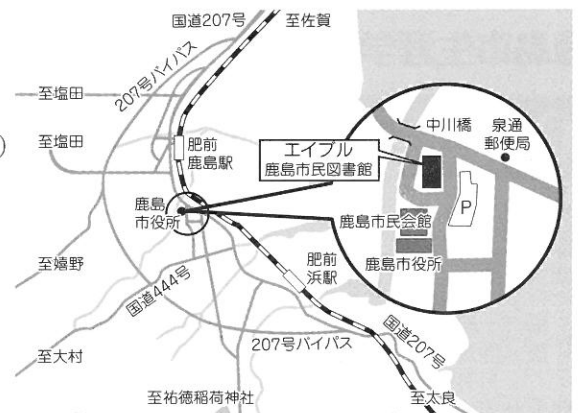 国道207号
至佐賀
207号バイパス
至塩田
至塩田
肥前
鹿島駅
エイブル
鹿島市民図書館
中川橋
泉通
郵便局
鹿島
市役所
P
鹿島市民会館
鹿島市役所
至嬉野
国道444号
肥前
浜駅
至大村
207号バイパス
国道207号
至祐徳稲荷神社
至太良